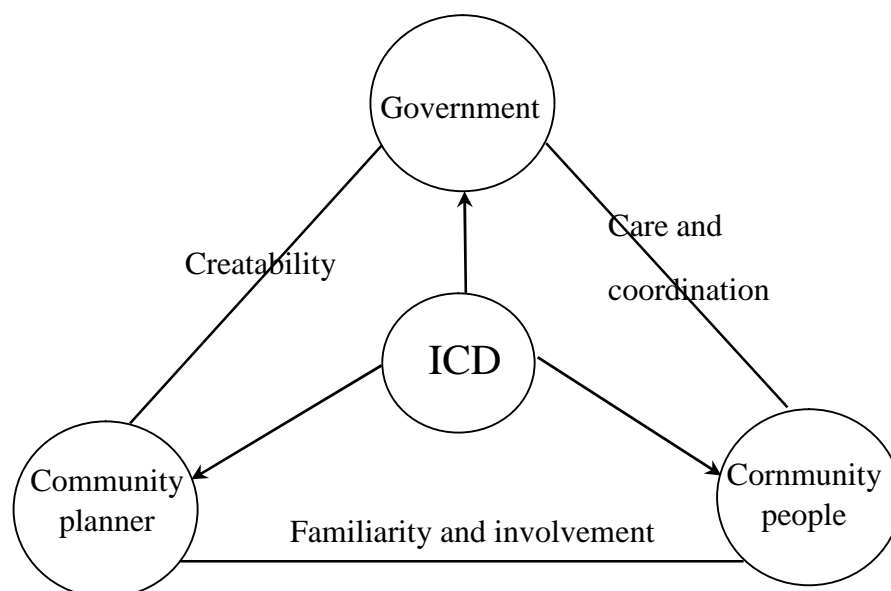 Government
Care and
Creatability
coordination
ICD
Community
planner
Cornmunity
people
Familiarity and involvement